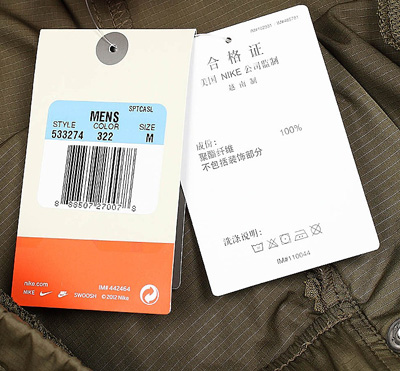 SPTCASL
MENS
STYLE COLOR SIZE
533274 322 M
nike.com
IM#:442464
NIKE SWOOSH © 2012 Nike
合格证
美国 NIKE 公司监制
越南制
成份：
100%
聚酯纤维
不包括装饰部分
洗涤说明：
IM#110044